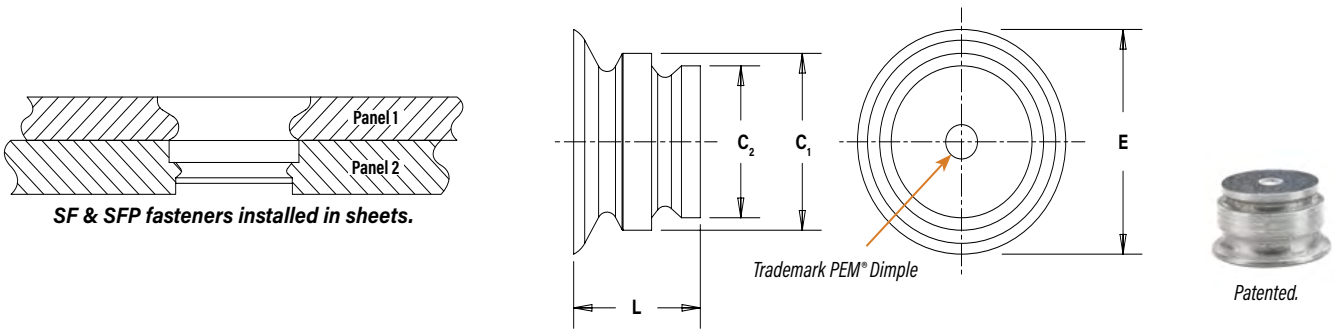 Panel 1
Panel 2
SF & SFP fasteners installed in sheets.
C2
C1
L
E
Trademark PEM® Dimple
Patented.